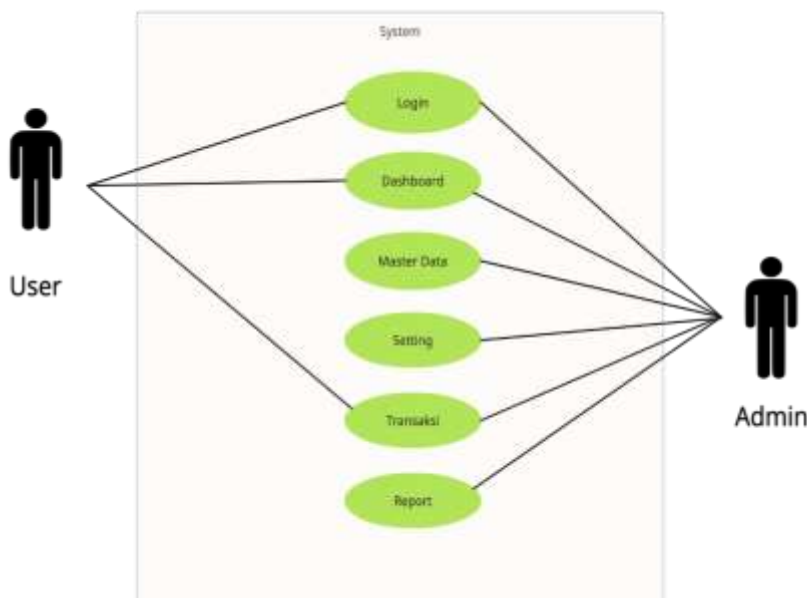 System
Login
Dashboard
Master Data
Setting
Transaksi
Report
User
Admin